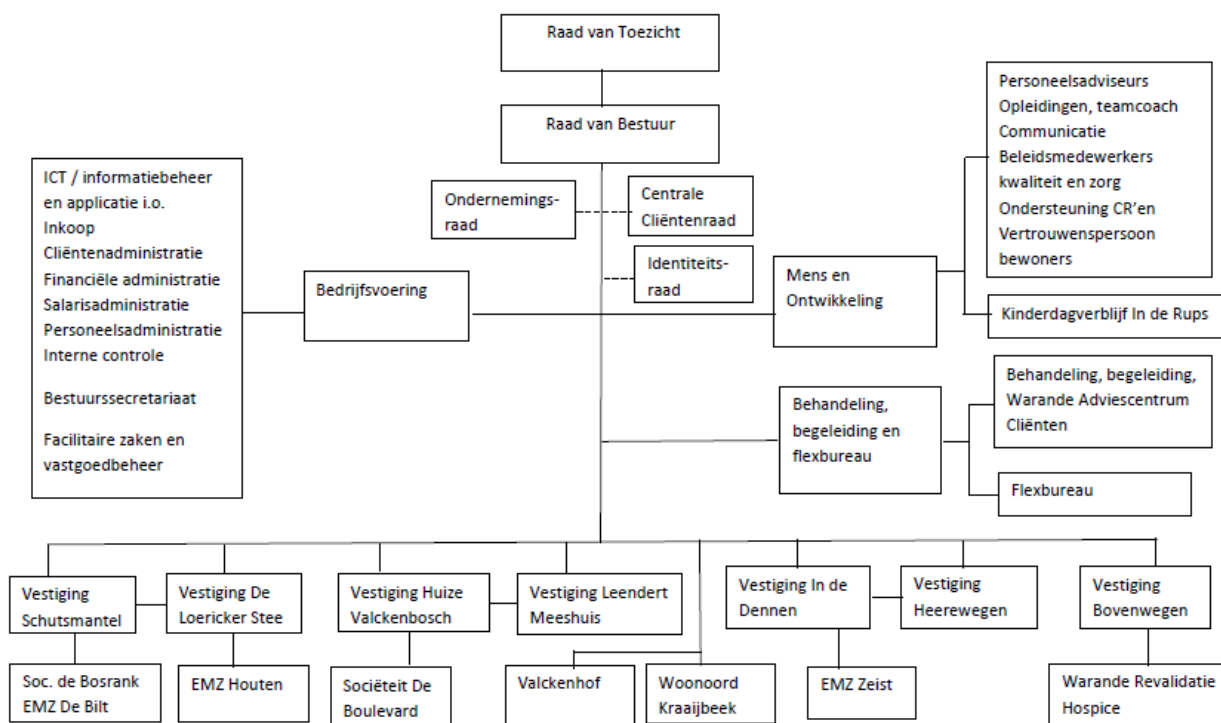 Raad van Toezicht
Raad van Bestuur
Personeelsadviseurs
Opleidingen, teamcoach
Communicatie
Beleidsmedewerkers
kwaliteit en zorg
Ondersteuning CR'en
Vertrouwenspersoon
bewoners
ICT / informatiebeheer
en applicatie i.o.
Inkoop
Cliëntenadministratie
Financiële administratie
Salarisadministratie
Personeelsadministratie
Interne controle
Bestuurssecretariaat
Facilitaire zaken en
vastgoedbeheer
Ondernemings-
raad
Centrale
Cliëntenraad
Identiteits-
raad
Bedrijfsvoering
Mens en
Ontwikkeling
Kinderdagverblijf In de Rups
Behandeling,
begeleiding en
flexbureau
Behandeling, begeleiding,
Warande Adviescentrum
Cliënten
Flexbureau
Vestiging
Schutsmantel
Vestiging De
Loericker Stee
Vestiging Huize
Valckenbosch
Vestiging Leendert
Meeshuis
Vestiging In de
Dennen
Vestiging
Heerewegen
Vestiging
Bovenwegen
Soc. de Bosrank
EMZ De Bilt
EMZ Houten
Sociëteit De
Boulevard
Valckenhof
Woonoord
Kraaijbeek
EMZ Zeist
Warande Revalidatie
Hospice